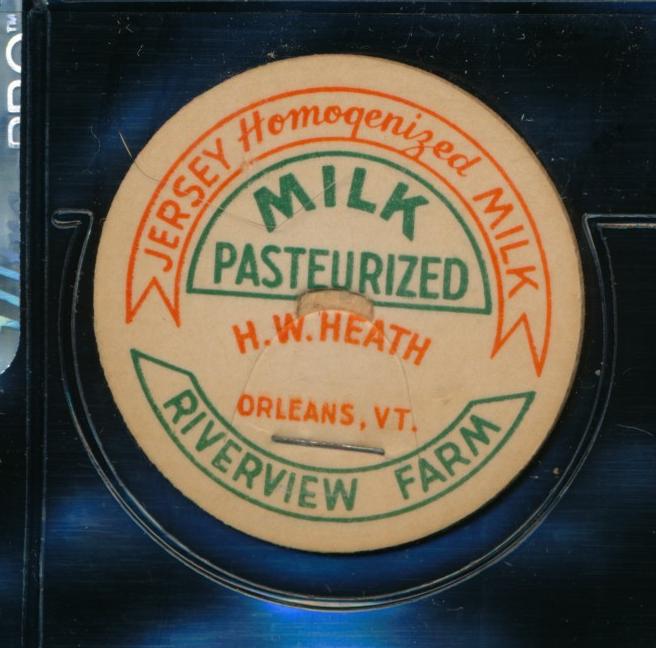 JERSEY Homogenized MILK
MILK
PASTEURIZED
H.W. HEATH
ORLEANS, VT.
RIVERVIEW FARM